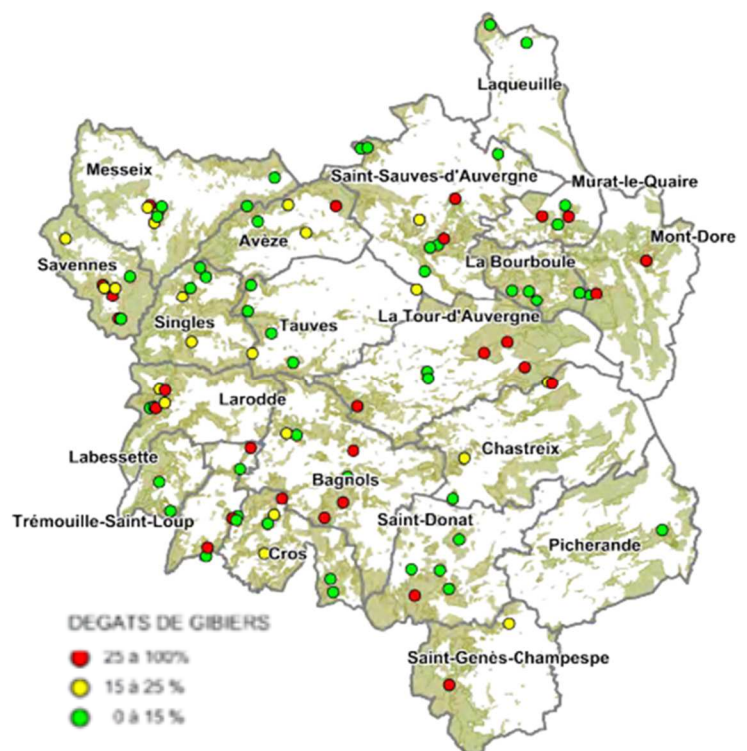 Laqueuille
Messeix
Saint-Sauves-d'Auvergne
Murat-le-Quaire
Mont-Dore
Avèze
Savennes
La Bourboule
Singles
Tauves
La Tour-d'Auvergne
Larodde
Labessette
Chastreix
Bagnols
Trémouille-Saint-Loup
Saint-Donat
Picherande
Cros
Saint-Genès-Champespe
DEGATS DE GIBIERS
25 à 100%
15 à 25 %
0 à 15 %